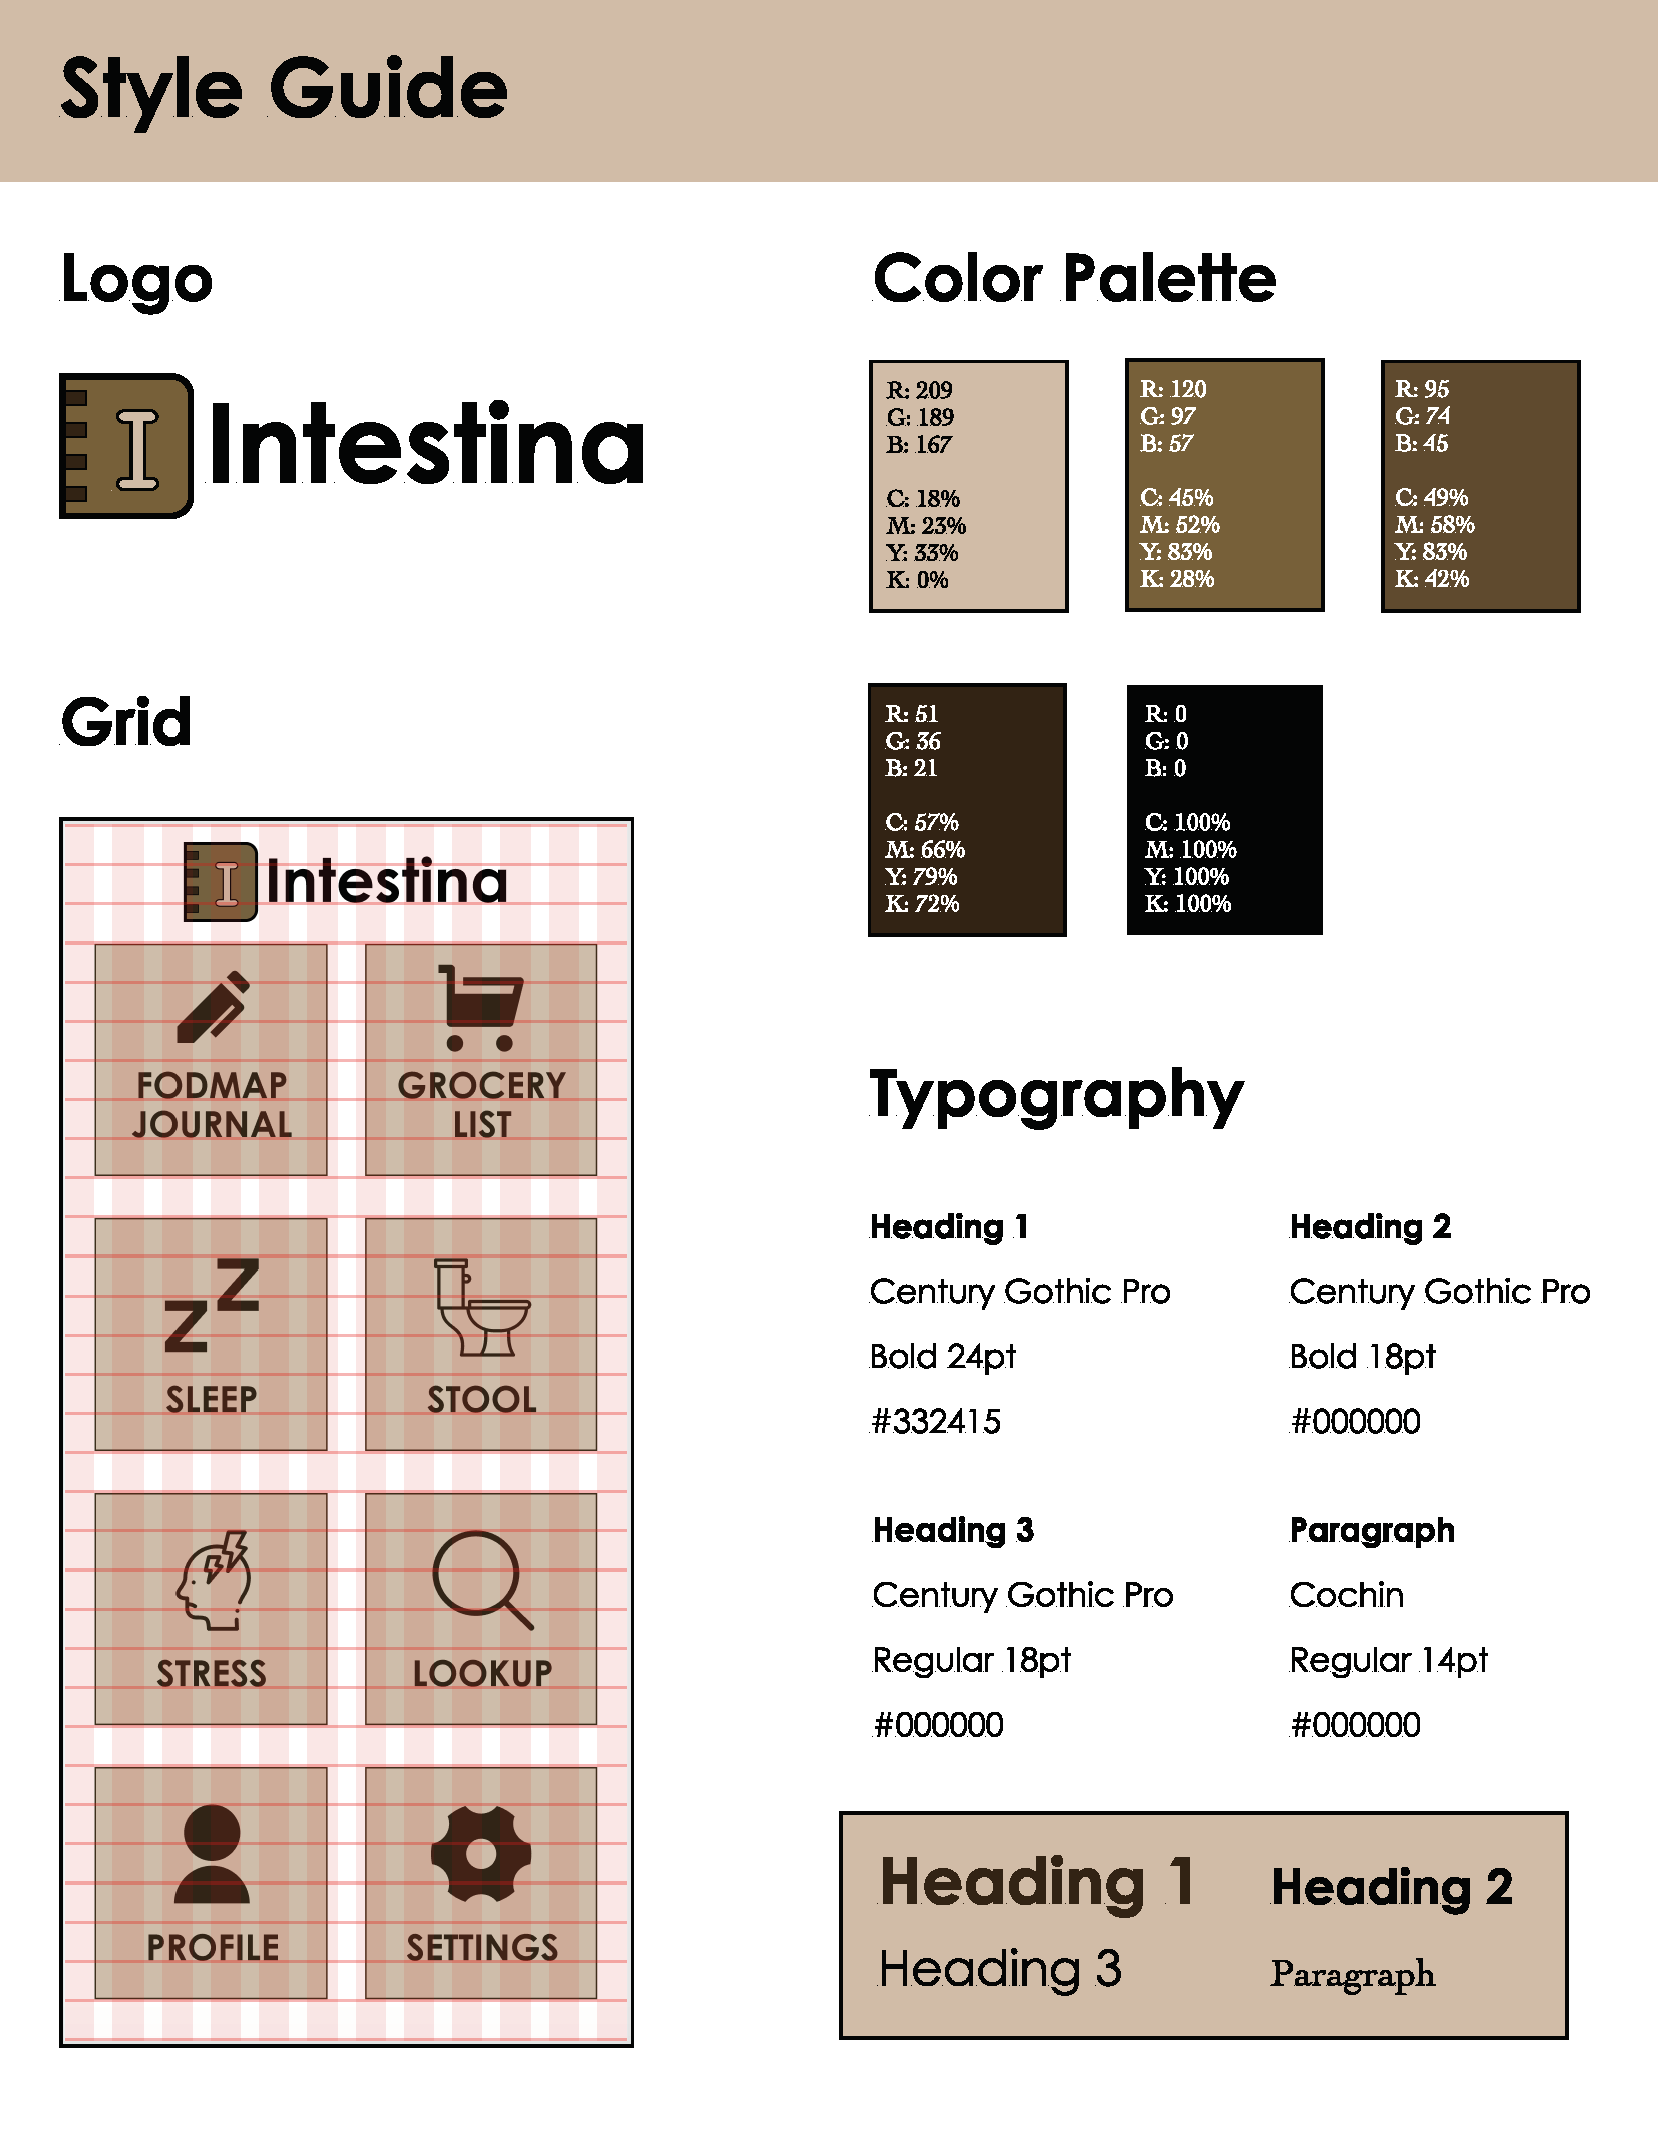 Style Guide
Logo
I Intestina
Grid
I Intestina
FODMAP
JOURNAL
GROCERY
LIST
Z Z
SLEEP
STOOL
STRESS
LOOKUP
PROFILE
SETTINGS
Color Palette
R: 209
G: 189
B: 167
C: 18%
M: 23%
Y: 33%
K: 0%
R: 120
G: 97
B: 57
C: 45%
M: 52%
Y: 83%
K: 28%
R: 95
G: 74
B: 45
C: 49%
M: 58%
Y: 83%
K: 42%
R: 51
G: 36
B: 21
C: 57%
M: 66%
Y: 79%
K: 72%
R: 0
G: 0
B: 0
C: 100%
M: 100%
Y: 100%
K: 100%
Typography
Heading 1
Century Gothic Pro
Bold 24pt
#332415
Heading 2
Century Gothic Pro
Bold 18pt
#000000
Heading 3
Century Gothic Pro
Regular 18pt
#000000
Paragraph
Cochin
Regular 14pt
#000000
Heading 1
Heading 2
Heading 3
Paragraph